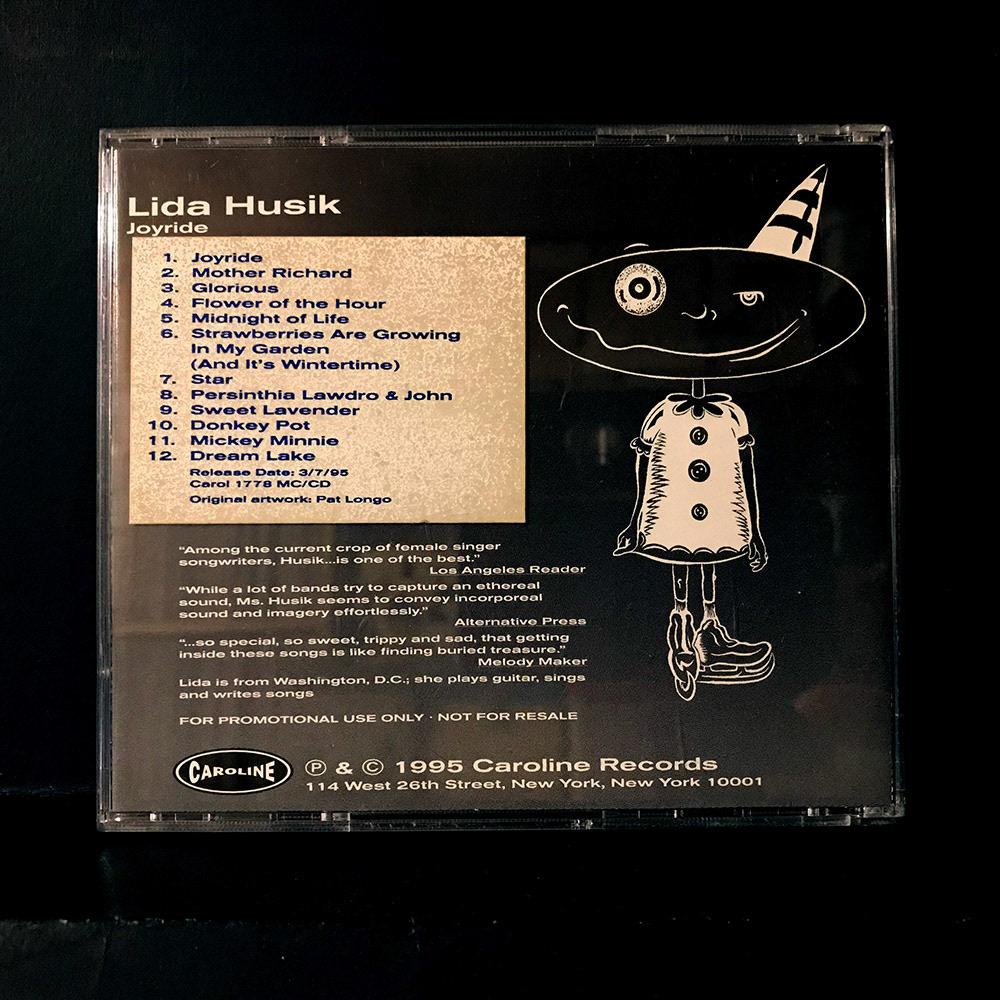 Lida Husik
Joyride
1. Joyride
2. Mother Richard
3. Glorious
4. Flower of the Hour
5. Midnight of Life
6. Strawberries Are Growing
In My Garden
(And It's Wintertime)
7. Star
8. Persinthia Lawdro & John
9. Sweet Lavender
10. Donkey Pot
11. Mickey Minnie
12. Dream Lake
Release Date: 3/7/95
Carol 1778 MC/CD
Original artwork: Pat Longo
"Among the current crop of female singer
songwriters, Husik...is one of the best."
Los Angeles Reader
"While a lot of bands try to capture an ethereal
sound, Ms. Husik seems to convey incorporeal
sound and imagery effortlessly."
Alternative Press
"...so special, so sweet, trippy and sad, that getting
inside these songs is like finding buried treasure."
Melody Maker
Lida is from Washington, D.C.; she plays guitar, sings
and writes songs
FOR PROMOTIONAL USE ONLY · NOT FOR RESALE
CAROLINE
℗ & © 1995 Caroline Records
114 West 26th Street, New York, New York 10001